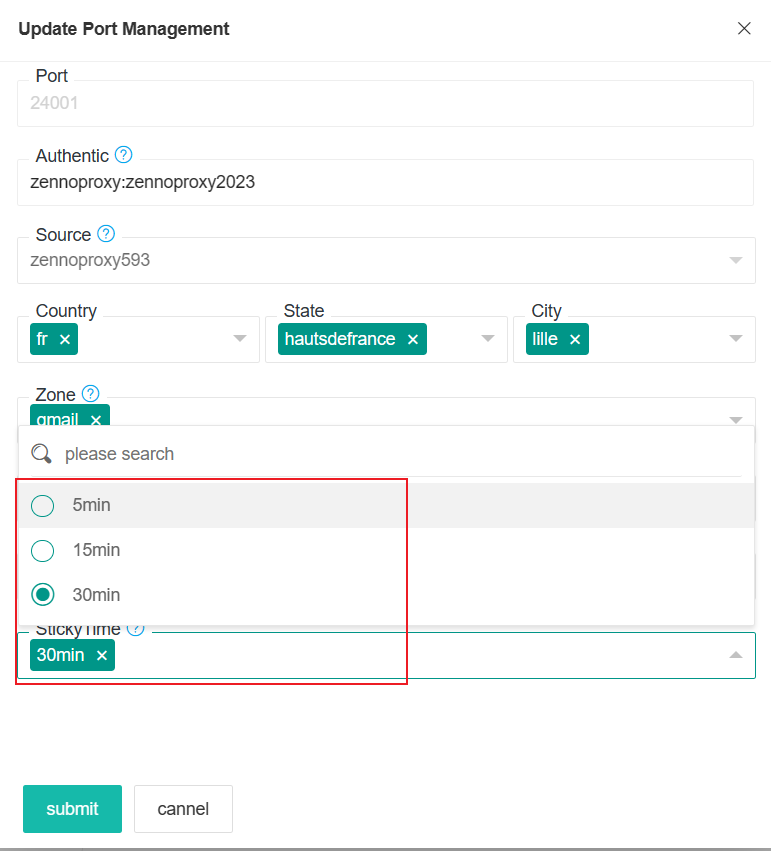 Update Port Management
Port
24001
Authentic
zennoproxy:zennoproxy2023
Source
zennoproxy593
Country State City
fr hautsdefrance lille
Zone
gmail
please search
5min
15min
30min
StickyTime
30min
submit cannel